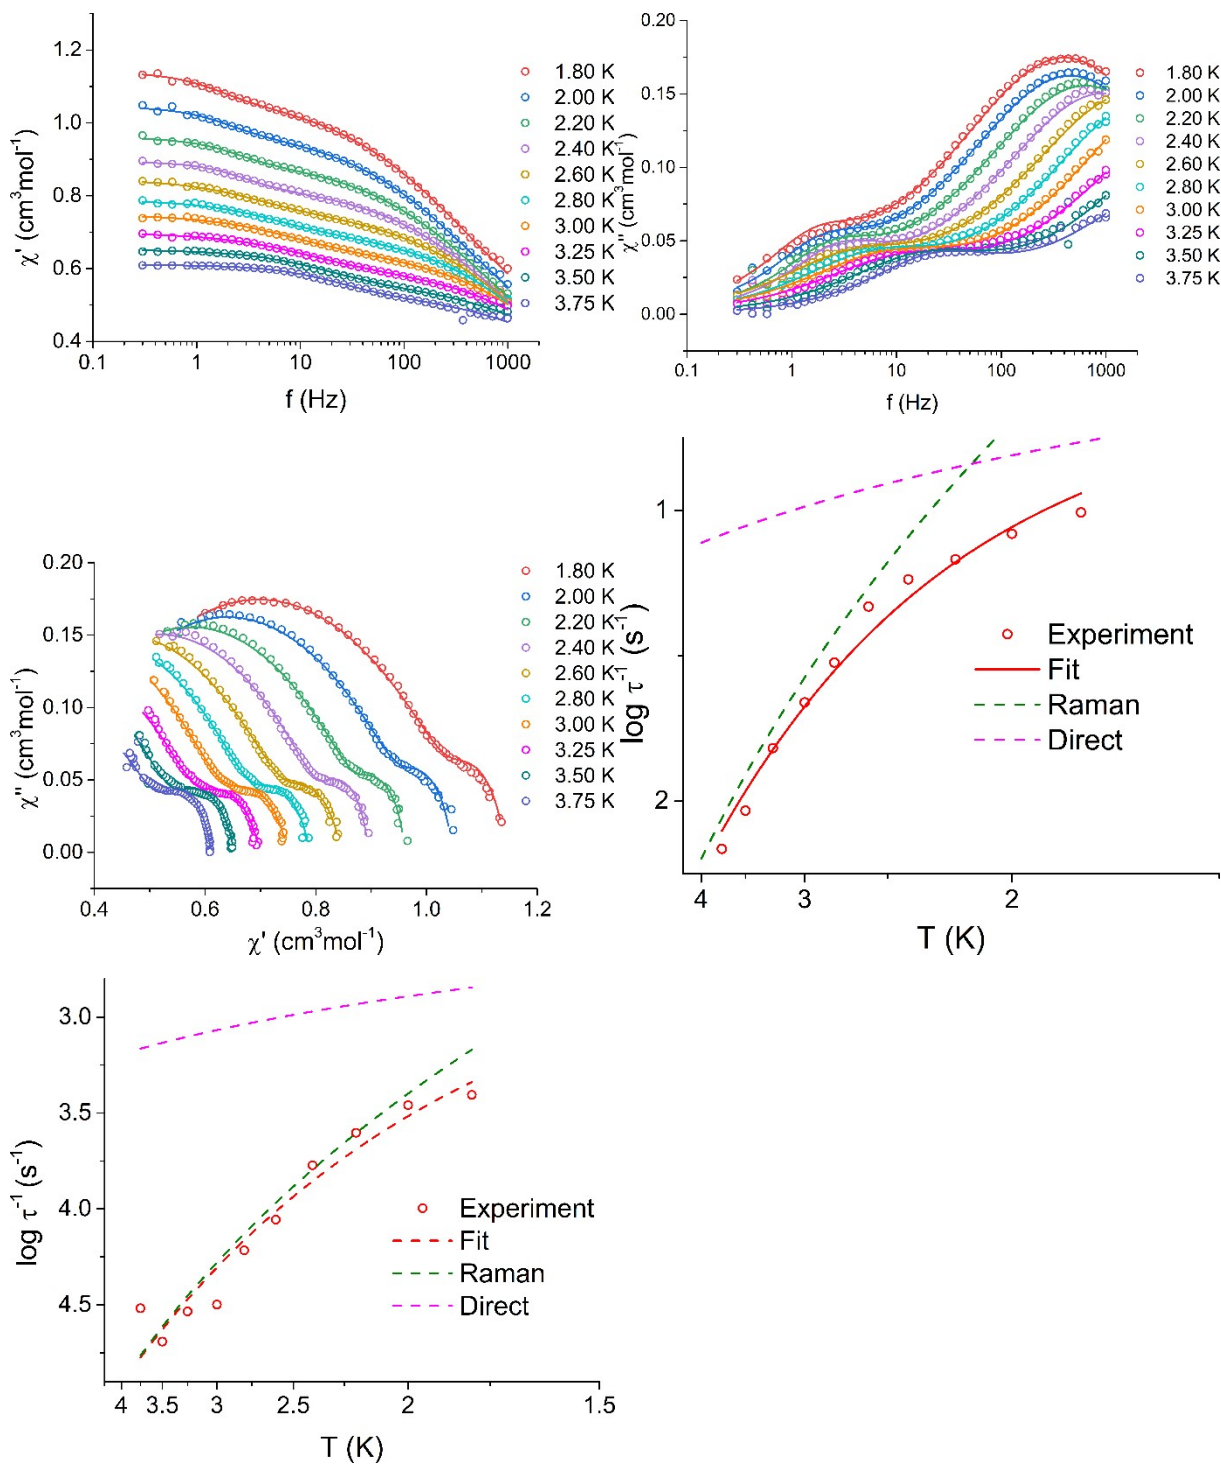 χ' (cm³mol⁻¹)
1.2
1.0
0.8
0.6
0.4
0.1
1
10
100
1000
f (Hz)
1.80 K
2.00 K
2.20 K
2.40 K
2.60 K
2.80 K
3.00 K
3.25 K
3.50 K
3.75 K
χ'' (cm³mol⁻¹)
0.20
0.15
0.10
0.05
0.00
0.1
1
10
100
1000
f (Hz)
1.80 K
2.00 K
2.20 K
2.40 K
2.60 K
2.80 K
3.00 K
3.25 K
3.50 K
3.75 K
χ'' (cm³mol⁻¹)
0.20
0.15
0.10
0.05
0.00
0.4
0.6
0.8
1.0
1.2
χ' (cm³mol⁻¹)
1.80 K
2.00 K
2.20 K
2.40 K
2.60 K
2.80 K
3.00 K
3.25 K
3.50 K
3.75 K
log τ⁻¹ (s⁻¹)
1
2
4
3
2
T (K)
Experiment
Fit
Raman
Direct
log τ⁻¹ (s⁻¹)
3.0
3.5
4.0
4.5
4
3.5
3
2.5
2
1.5
T (K)
Experiment
Fit
Raman
Direct